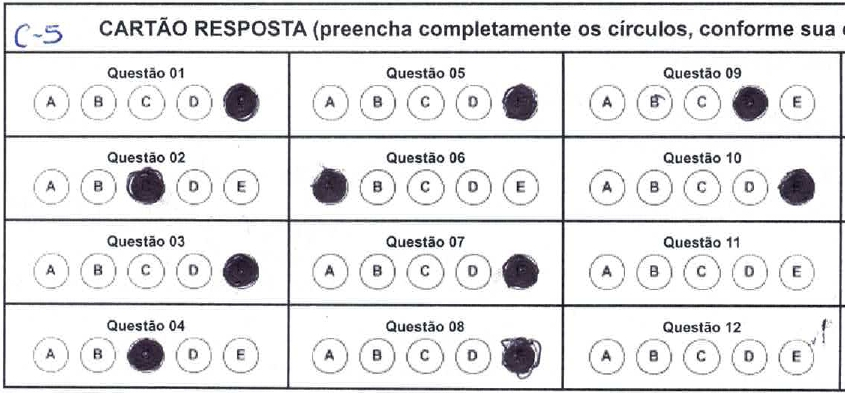 C-5 CARTÃO RESPOSTA (preencha completamente os círculos, conforme sua
Questão 01 Questão 05 Questão 09
A B C D A B C D A B C E
Questão 02 Questão 06 Questão 10
A B D E B C D E A B C D
Questão 03 Questão 07 Questão 11
A B C D A B C D A B C D E
Questão 04 Questão 08 Questão 12
A B D E A B C D A B C D E